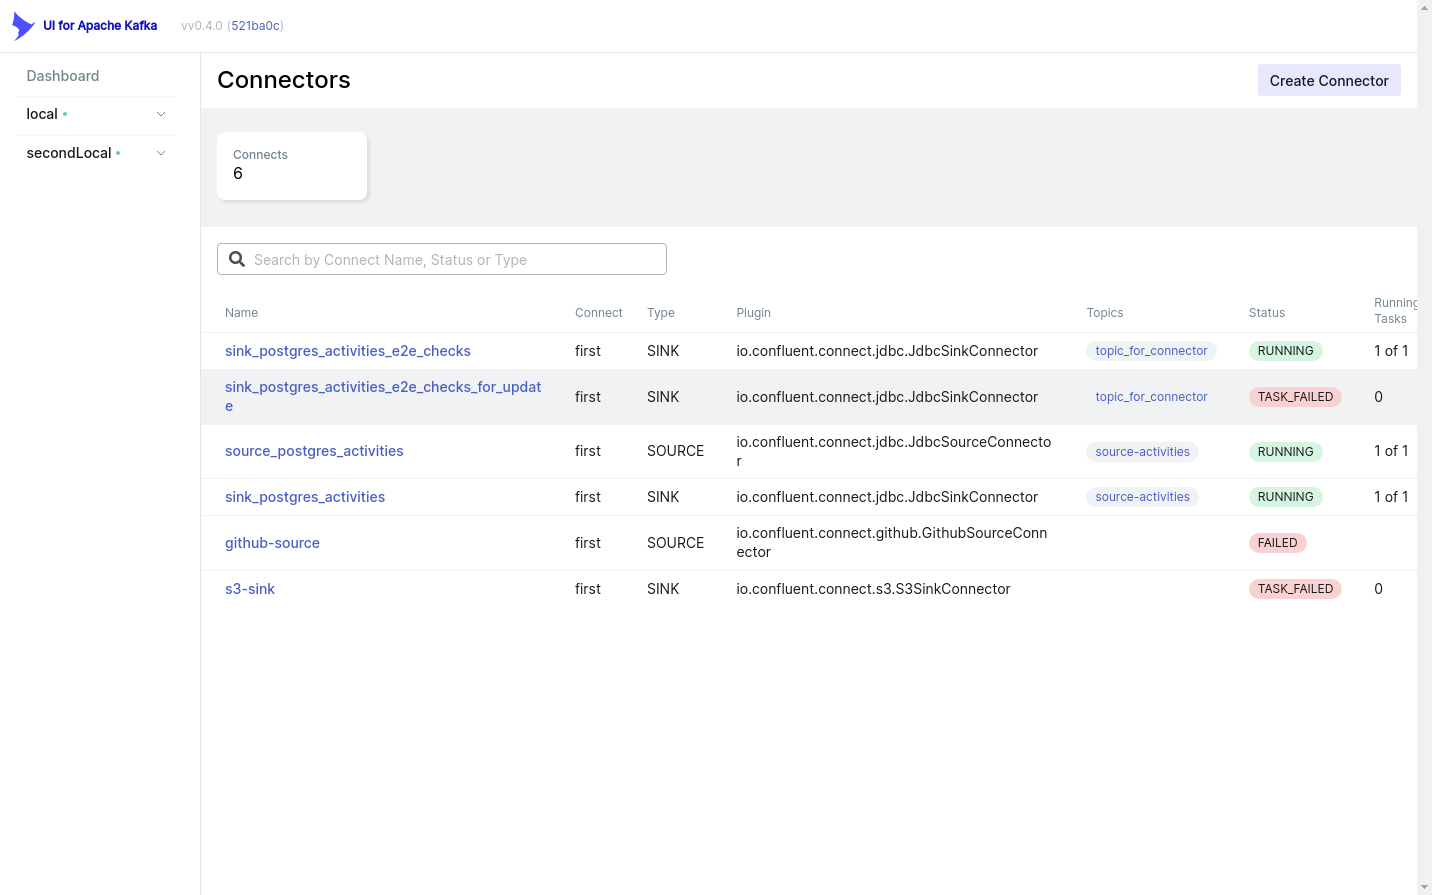 UI for Apache Kafka vv0.4.0 (521ba0c)
Dashboard
local
secondLocal
Connectors
Create Connector
Connects
6
Search by Connect Name, Status or Type
Name Connect Type Plugin Topics Status Running
Tasks
sink_postgres_activities_e2e_checks first SINK io.confluent.connect.jdbc.JdbcSinkConnector topic_for_connector RUNNING 1 of 1
sink_postgres_activities_e2e_checks_for_updat
e first SINK io.confluent.connect.jdbc.JdbcSinkConnector topic_for_connector TASK_FAILED 0
source_postgres_activities first SOURCE io.confluent.connect.jdbc.JdbcSourceConnecto
r source-activities RUNNING 1 of 1
sink_postgres_activities first SINK io.confluent.connect.jdbc.JdbcSinkConnector source-activities RUNNING 1 of 1
github-source first SOURCE io.confluent.connect.github.GithubSourceConn
ector FAILED
s3-sink first SINK io.confluent.connect.s3.S3SinkConnector TASK_FAILED 0